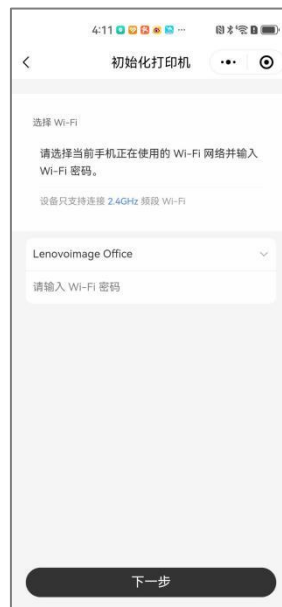 4:11
初始化打印机
选择 Wi-Fi
请选择当前手机正在使用的 Wi-Fi 网络并输入
Wi-Fi 密码。
设备只支持连接 2.4GHz 频段 Wi-Fi
Lenovoimage Office
请输入 Wi-Fi 密码
下一步